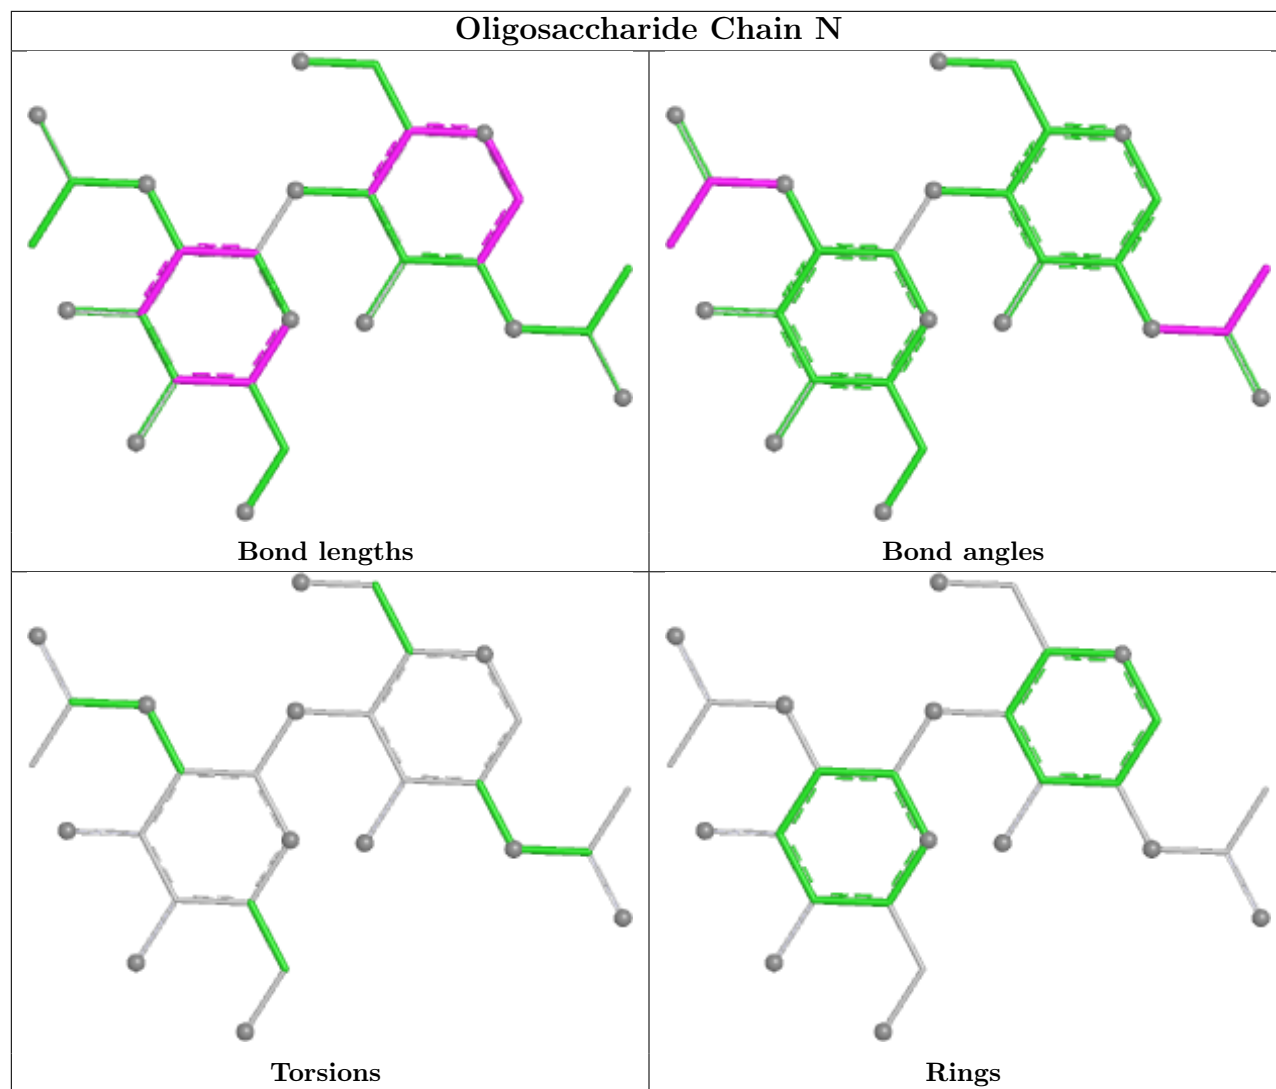 Oligosaccharide Chain N
Bond lengths
Bond angles
Torsions
Rings